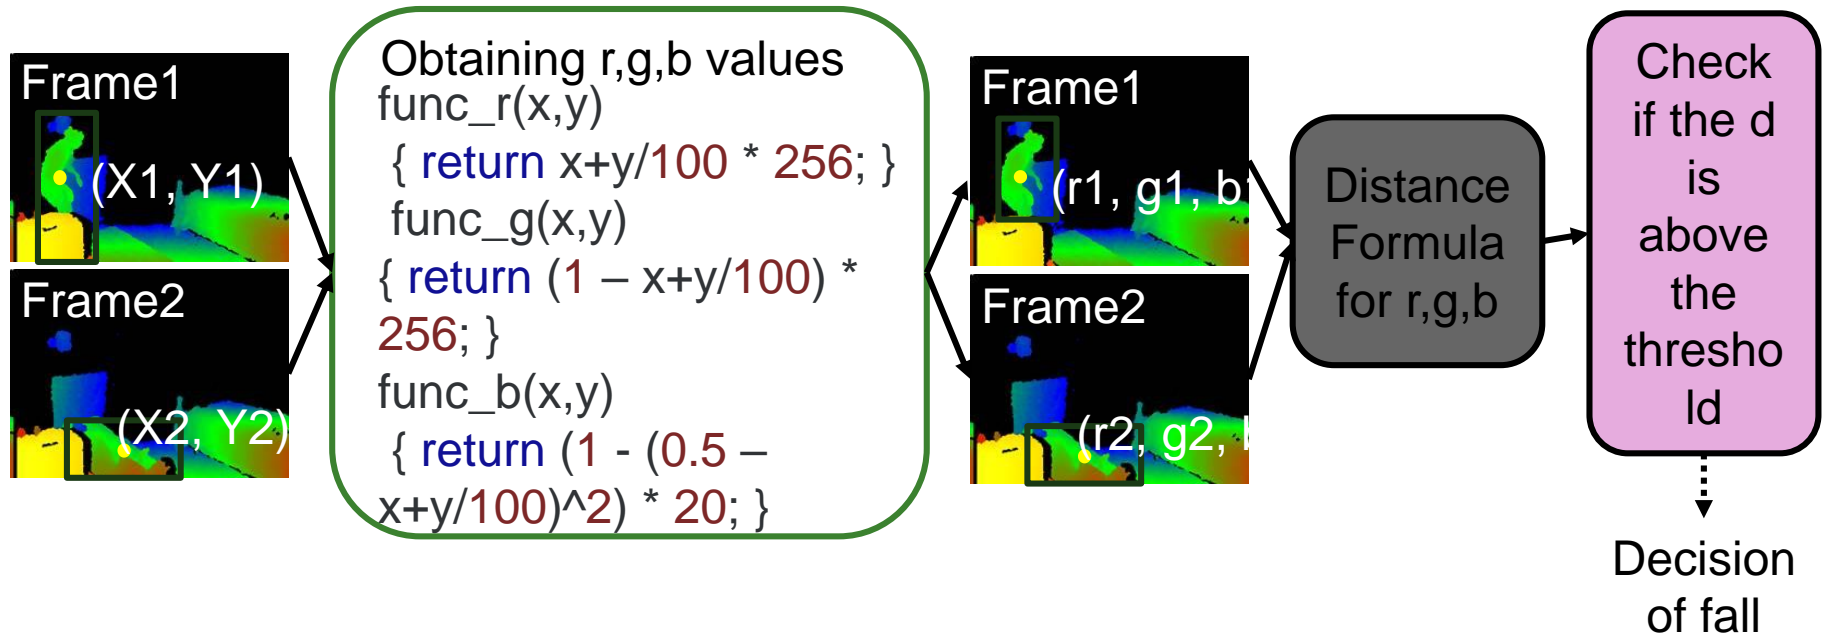 Frame1
(X1, Y1)
Frame2
(X2, Y2)
Obtaining r,g,b values
func_r(x,y)
{ return x+y/100 * 256; }
func_g(x,y)
{ return (1 – x+y/100) *
256; }
func_b(x,y)
{ return (1 - (0.5 –
x+y/100)^2) * 20; }
Frame1
(r1, g1, b
Frame2
(r2, g2,
Distance
Formula
for r,g,b
Check
if the d
is
above
the
thresho
ld
Decision
of fall